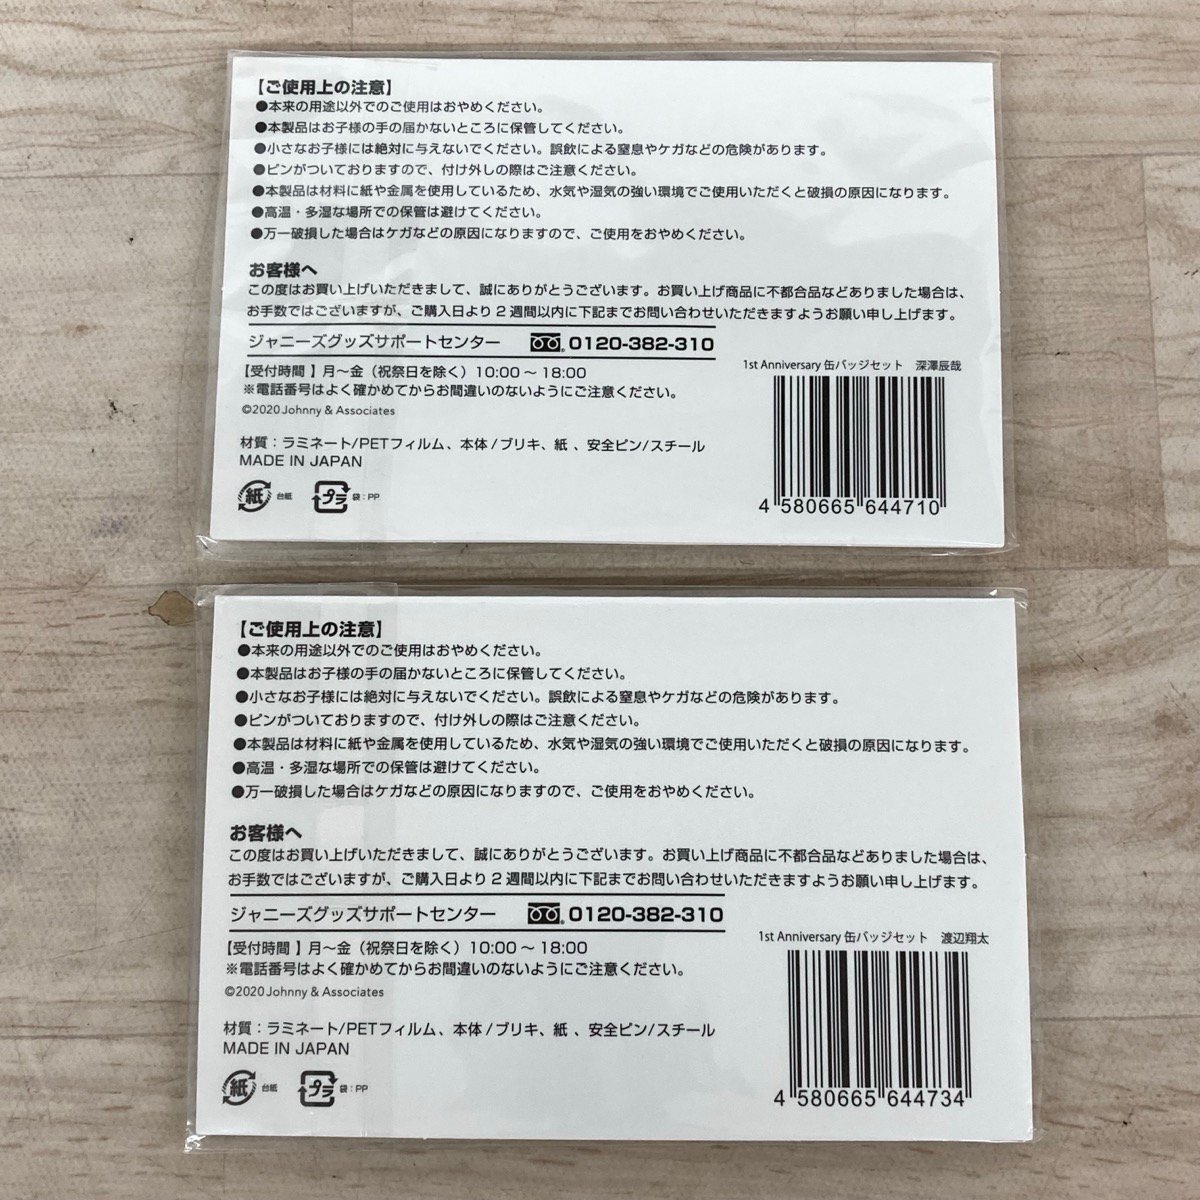 【ご使用上の注意】
●本来の用途以外でのご使用はおやめください。
●本製品はお子様の手の届かないところに保管してください。
●小さなお子様には絶対に与えないでください。誤飲による窒息やケガなどの危険があります。
●ピンがついておりますので、付け外しの際はご注意ください。
●本製品は材料に紙や金属を使用しているため、水気や湿気の強い環境でご使用いただくと破損の原因になります。
●高温・多湿な場所での保管は避けてください。
●万一破損した場合はケガなどの原因になりますので、ご使用をおやめください。
お客様へ
この度はお買い上げいただきまして、誠にありがとうございます。お買い上げ商品に不都合品などありました場合は、
お手数ではございますが、ご購入日より2週間以内に下記までお問い合わせいただきますようお願い申し上げます。
ジャニーズグッズサポートセンター 0120-382-310
【受付時間】月～金（祝祭日を除く）10:00～18:00
※電話番号はよく確かめてからお間違いのないようにご注意ください。
©2020 Johnny & Associates
1st Anniversary 缶バッジセット 深澤辰哉
材質：ラミネート/PETフィルム、本体/ブリキ、紙、安全ピン/スチール
MADE IN JAPAN
紙 台紙 プラ 袋：PP
4 580665 644710
【ご使用上の注意】
●本来の用途以外でのご使用はおやめください。
●本製品はお子様の手の届かないところに保管してください。
●小さなお子様には絶対に与えないでください。誤飲による窒息やケガなどの危険があります。
●ピンがついておりますので、付け外しの際はご注意ください。
●本製品は材料に紙や金属を使用しているため、水気や湿気の強い環境でご使用いただくと破損の原因になります。
●高温・多湿な場所での保管は避けてください。
●万一破損した場合はケガなどの原因になりますので、ご使用をおやめください。
お客様へ
この度はお買い上げいただきまして、誠にありがとうございます。お買い上げ商品に不都合品などありました場合は、
お手数ではございますが、ご購入日より2週間以内に下記までお問い合わせいただきますようお願い申し上げます。
ジャニーズグッズサポートセンター 0120-382-310
【受付時間】月～金（祝祭日を除く）10:00～18:00
※電話番号はよく確かめてからお間違いのないようにご注意ください。
©2020 Johnny & Associates
1st Anniversary 缶バッジセット 渡辺翔太
材質：ラミネート/PETフィルム、本体/ブリキ、紙、安全ピン/スチール
MADE IN JAPAN
紙 台紙 プラ 袋：PP
4 580665 644734